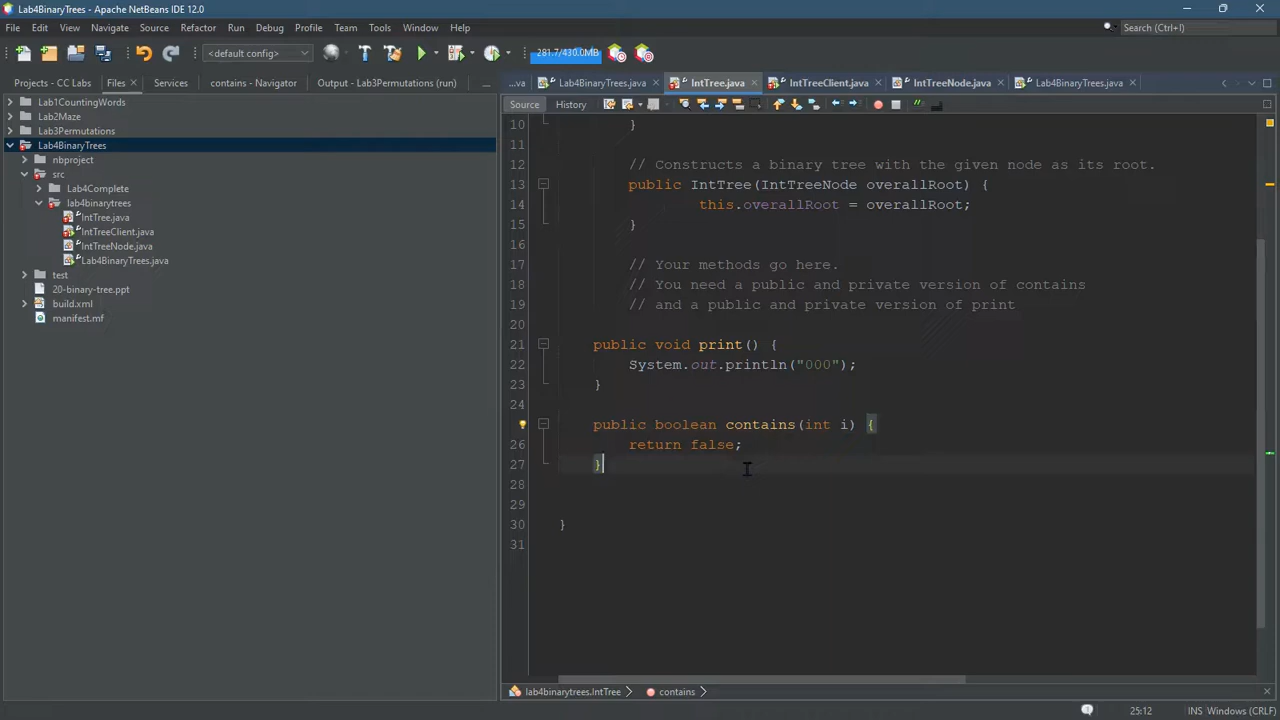 Lab4BinaryTrees - Apache NetBeans IDE 12.0
File Edit View Navigate Source Refactor Run Debug Profile Team Tools Window Help
Search (Ctrl+I)
<default config>
281.7/430.0MB
Projects - CC Labs
Files
Services
contains - Navigator
Output - Lab3Permutations (run)
Lab1CountingWords
Lab2Maze
Lab3Permutations
Lab4BinaryTrees
nbproject
src
Lab4Complete
lab4binarytrees
IntTree.java
IntTreeClient.java
IntTreeNode.java
Lab4BinaryTrees.java
test
20-binary-tree.ppt
build.xml
manifest.mf
...va
Lab4BinaryTrees.java
IntTree.java
IntTreeClient.java
IntTreeNode.java
Lab4BinaryTrees.java
Source
History
10 }
11
12 // Constructs a binary tree with the given node as its root.
13 public IntTree(IntTreeNode overallRoot) {
14 this.overallRoot = overallRoot;
15 }
16
17 // Your methods go here.
18 // You need a public and private version of contains
19 // and a public and private version of print
20
21 public void print() {
22 System.out.println("000");
23 }
24
25 public boolean contains(int i) {
26 return false;
27 }
28
29
30 }
31
lab4binarytrees.IntTree
contains
25:12
INS
Windows (CRLF)